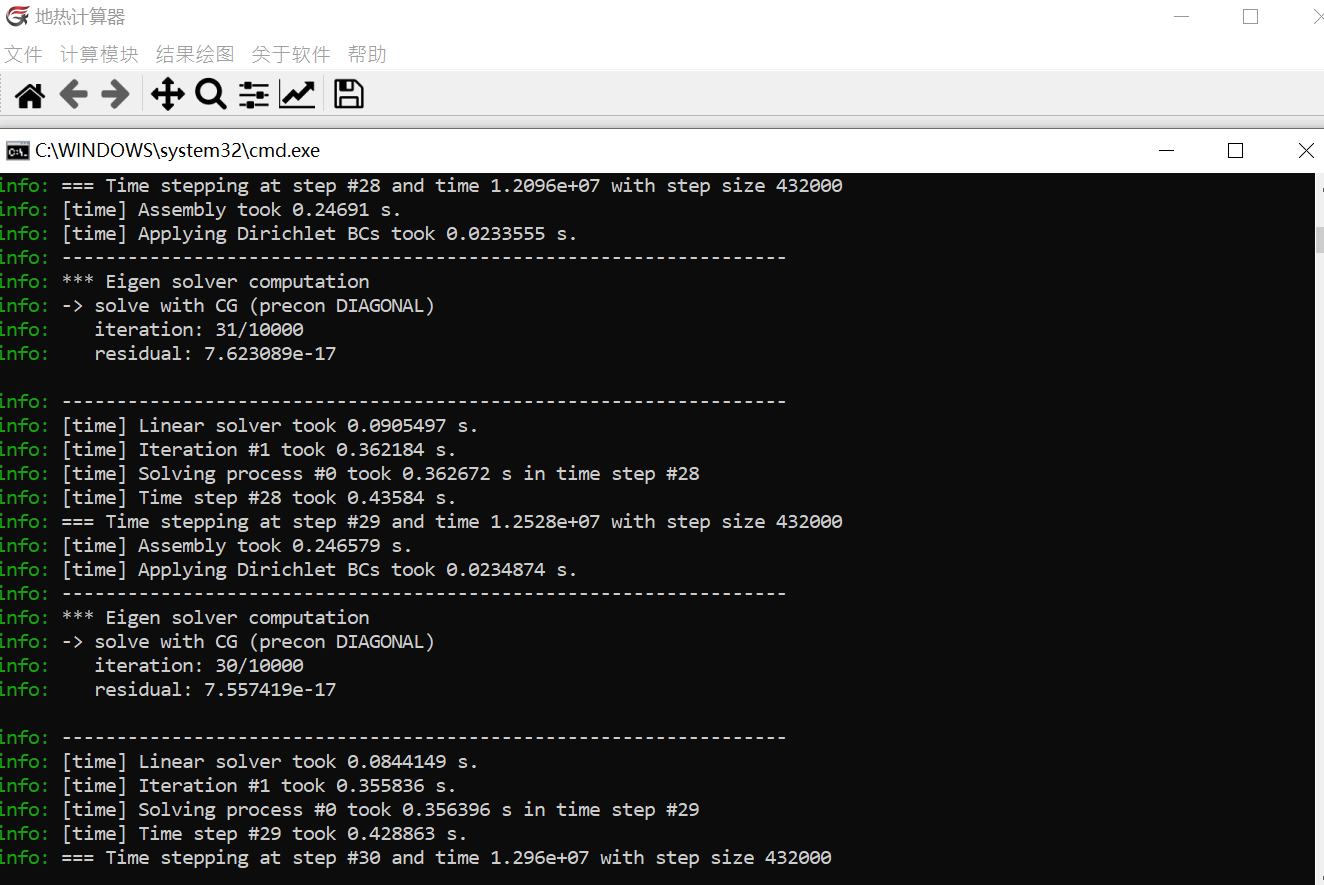 地热计算器
文件 计算模块 结果绘图 关于软件 帮助
C:\WINDOWS\system32\cmd.exe
info: === Time stepping at step #28 and time 1.2096e+07 with step size 432000
info: [time] Assembly took 0.24691 s.
info: [time] Applying Dirichlet BCs took 0.0233555 s.
info: ------------------------------------------------------------------
info: *** Eigen solver computation
info: -> solve with CG (precon DIAGONAL)
info:    iteration: 31/10000
info:    residual: 7.623089e-17
info: ------------------------------------------------------------------
info: [time] Linear solver took 0.0905497 s.
info: [time] Iteration #1 took 0.362184 s.
info: [time] Solving process #0 took 0.362672 s in time step #28
info: [time] Time step #28 took 0.43584 s.
info: === Time stepping at step #29 and time 1.2528e+07 with step size 432000
info: [time] Assembly took 0.246579 s.
info: [time] Applying Dirichlet BCs took 0.0234874 s.
info: ------------------------------------------------------------------
info: *** Eigen solver computation
info: -> solve with CG (precon DIAGONAL)
info:    iteration: 30/10000
info:    residual: 7.557419e-17
info: ------------------------------------------------------------------
info: [time] Linear solver took 0.0844149 s.
info: [time] Iteration #1 took 0.355836 s.
info: [time] Solving process #0 took 0.356396 s in time step #29
info: [time] Time step #29 took 0.428863 s.
info: === Time stepping at step #30 and time 1.296e+07 with step size 432000